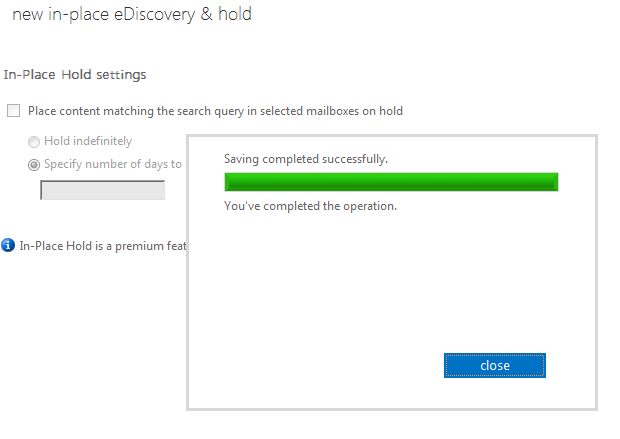 new in-place eDiscovery & hold
In-Place Hold settings
Place content matching the search query in selected mailboxes on hold
Hold indefinitely
Specify number of days to
In-Place Hold is a premium feat
Saving completed successfully.
You've completed the operation.
close